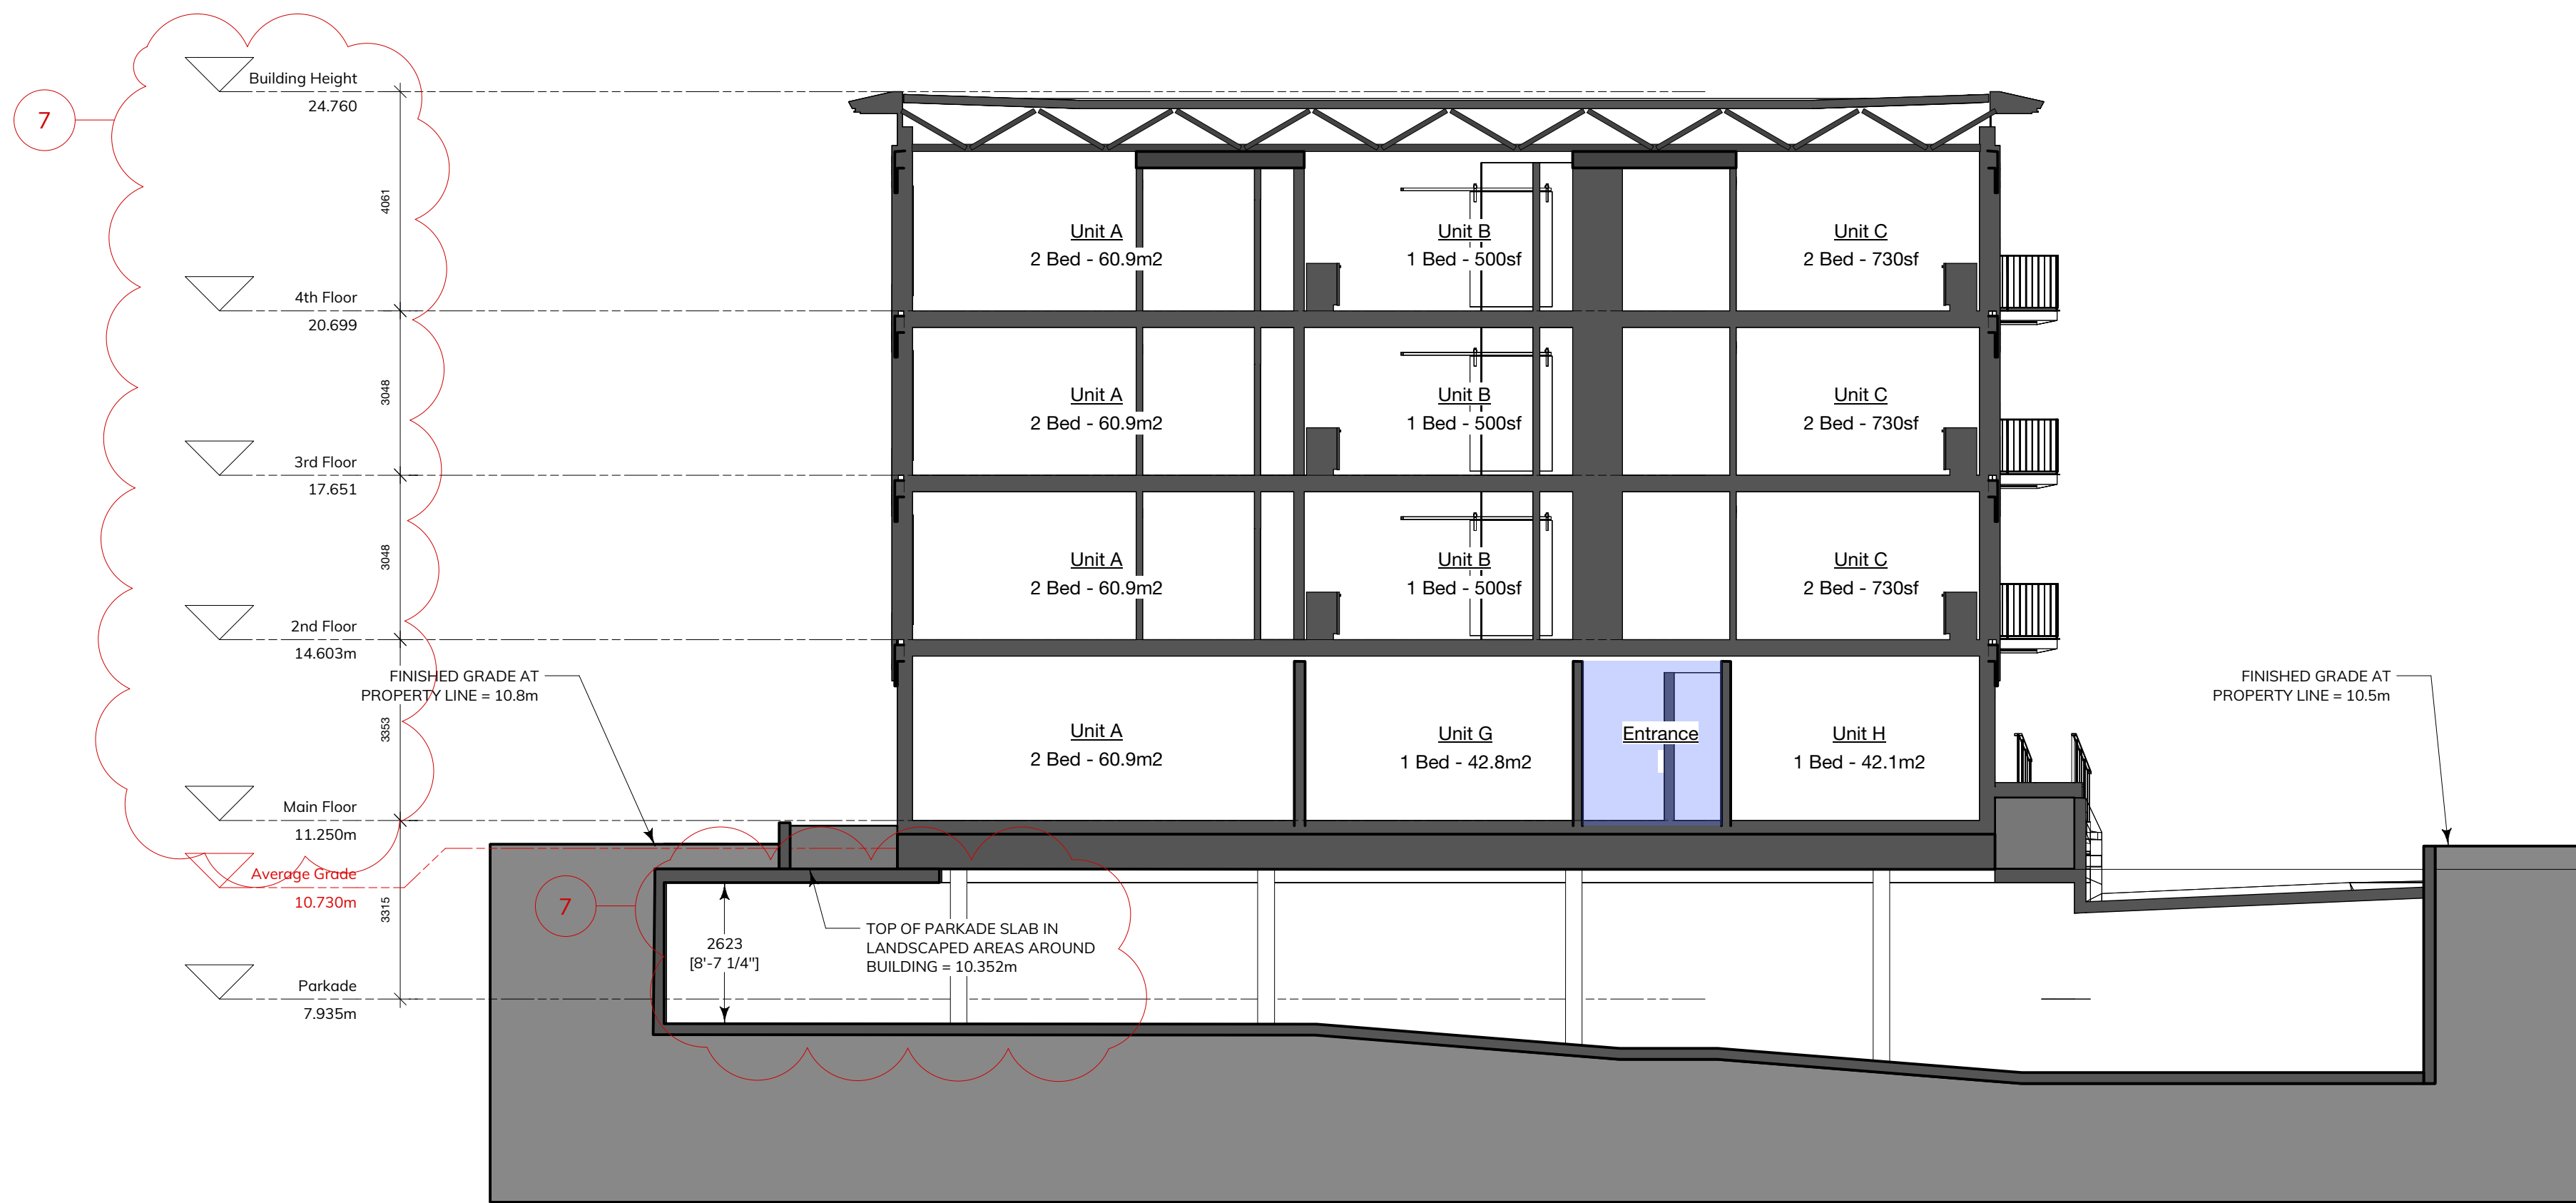 Building Height
24.760
7
4061
Unit A
2 Bed - 60.9m2
Unit B
1 Bed - 500sf
Unit C
2 Bed - 730sf
4th Floor
20.699
3048
Unit A
2 Bed - 60.9m2
Unit B
1 Bed - 500sf
Unit C
2 Bed - 730sf
3rd Floor
17.651
3048
Unit A
2 Bed - 60.9m2
Unit B
1 Bed - 500sf
Unit C
2 Bed - 730sf
2nd Floor
14.603m
FINISHED GRADE AT
PROPERTY LINE = 10.8m
FINISHED GRADE AT
PROPERTY LINE = 10.5m
3353
Unit A
2 Bed - 60.9m2
Unit G
1 Bed - 42.8m2
Entrance
Unit H
1 Bed - 42.1m2
Main Floor
11.250m
Average Grade
10.730m
3315
7
2623
[8'-7 1/4"]
TOP OF PARKADE SLAB IN
LANDSCAPED AREAS AROUND
BUILDING = 10.352m
Parkade
7.935m